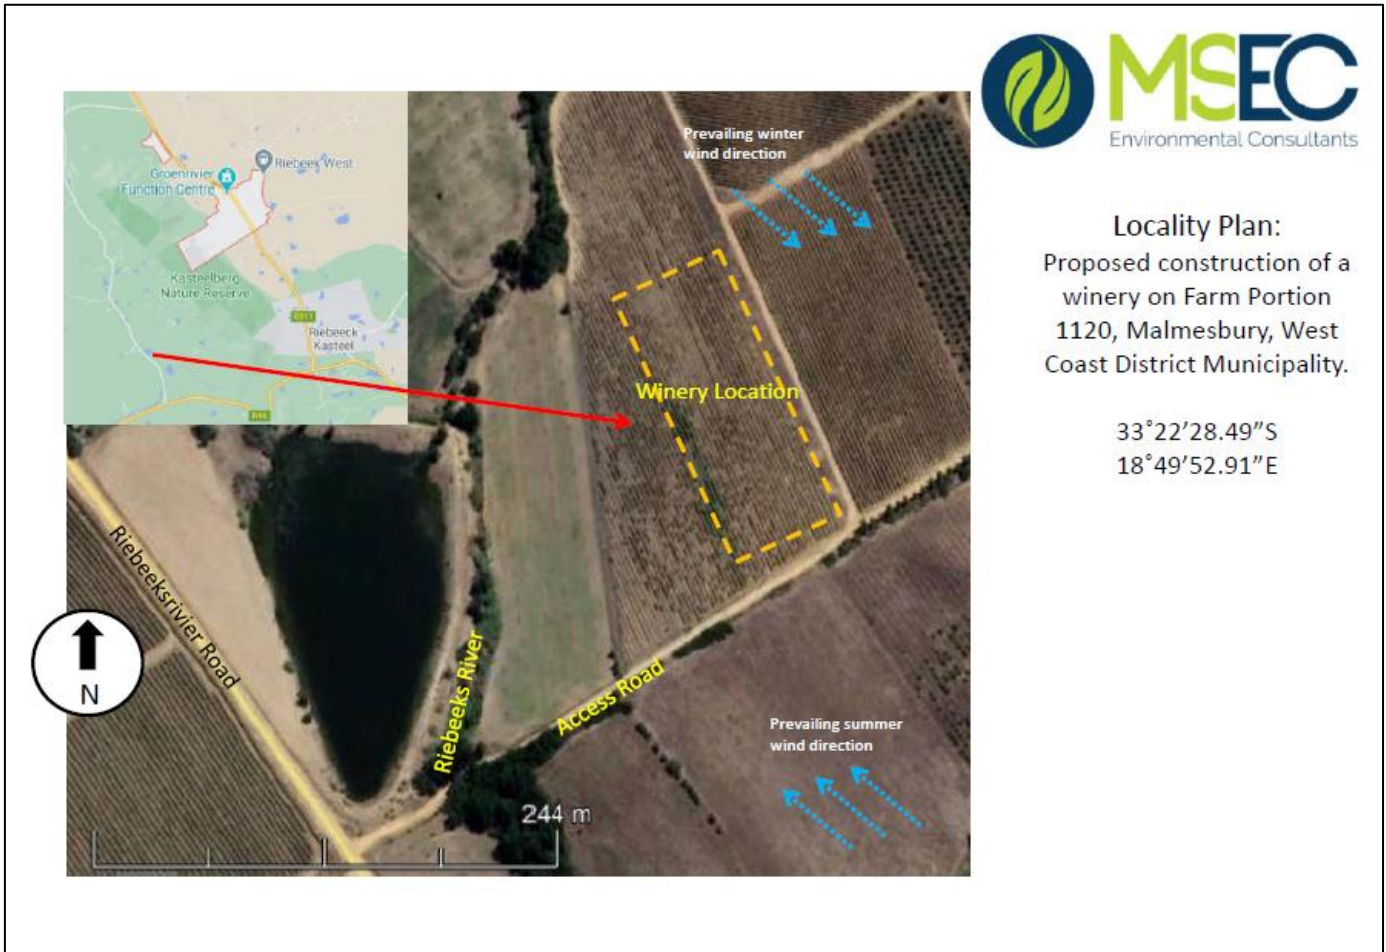 MSEC
Environmental Consultants
Locality Plan:
Proposed construction of a
winery on Farm Portion
1120, Malmesbury, West
Coast District Municipality.
33°22’28.49”S
18°49’52.91”E
Riebeek West
Groenrivier
Function Centre
Kasteelberg
Nature Reserve
R311
Riebeeck
Kasteel
R46
Prevailing winter
wind direction
Winery Location
Riebeeksrivier Road
Riebeeks River
Access Road
Prevailing summer
wind direction
N
244 m